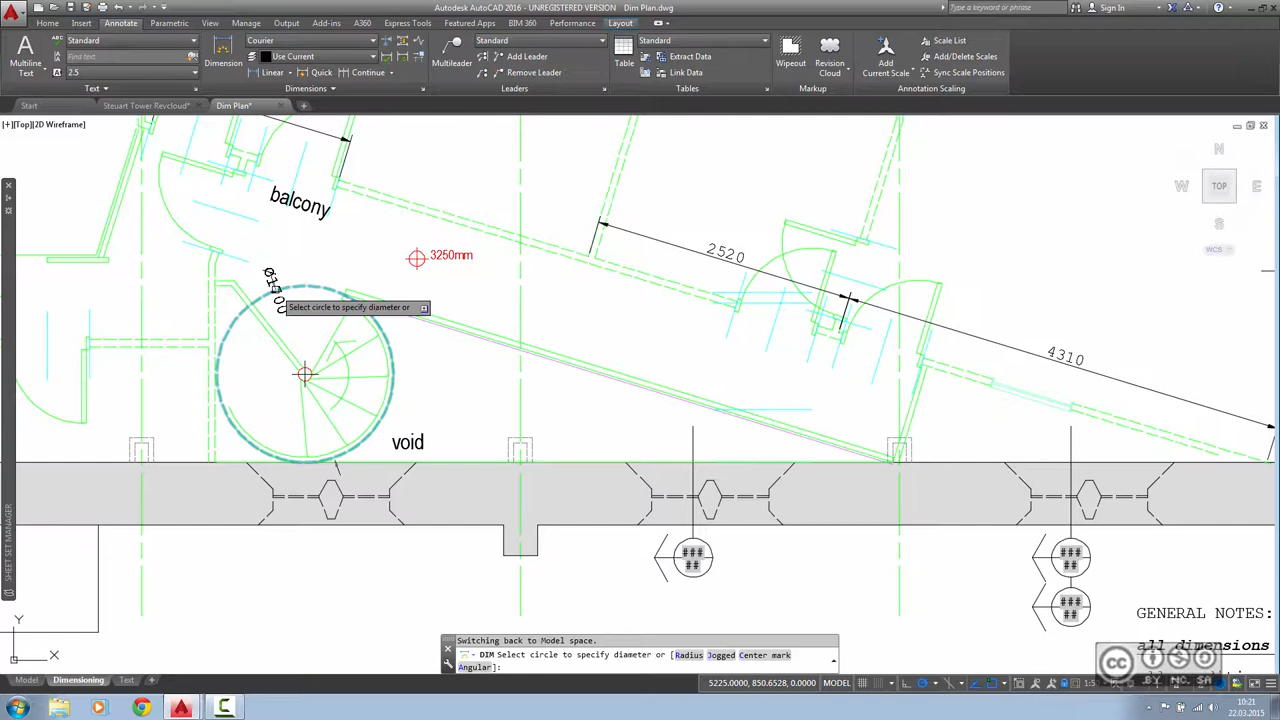 Autodesk AutoCAD 2016 - UNREGISTERED VERSION Dim Plan.dwg
Type a keyword or phrase
Sign In
Home Insert Annotate Parametric View Manage Output Add-ins A360 Express Tools Featured Apps BIM 360 Performance Layout
Multiline Text
Standard
Find text
2.5
Text
Dimension
Courier
Use Current
Linear Quick Continue
Dimensions
Multileader
Standard
Add Leader
Remove Leader
Leaders
Table
Standard
Extract Data
Link Data
Tables
Wipeout
Revision Cloud
Markup
Add Current Scale
Scale List
Add/Delete Scales
Sync Scale Positions
Annotation Scaling
Start Steuart Tower Revcloud* Dim Plan*
[+][Top][2D Wireframe]
N
W TOP E
S
WCS
balcony
3250mm
2520
4310
Select circle to specify diameter or
void
SHEET SET MANAGER
###
##
###
##
###
##
GENERAL NOTES:
all dimensions
Y
X
Switching back to Model space.
DIM Select circle to specify diameter or [Radius Jogged Center mark
Angular]:
Model Dimensioning Text
5225.0000, 850.6528, 0.0000 MODEL
cc BY NC SA
10:21
22.03.2015